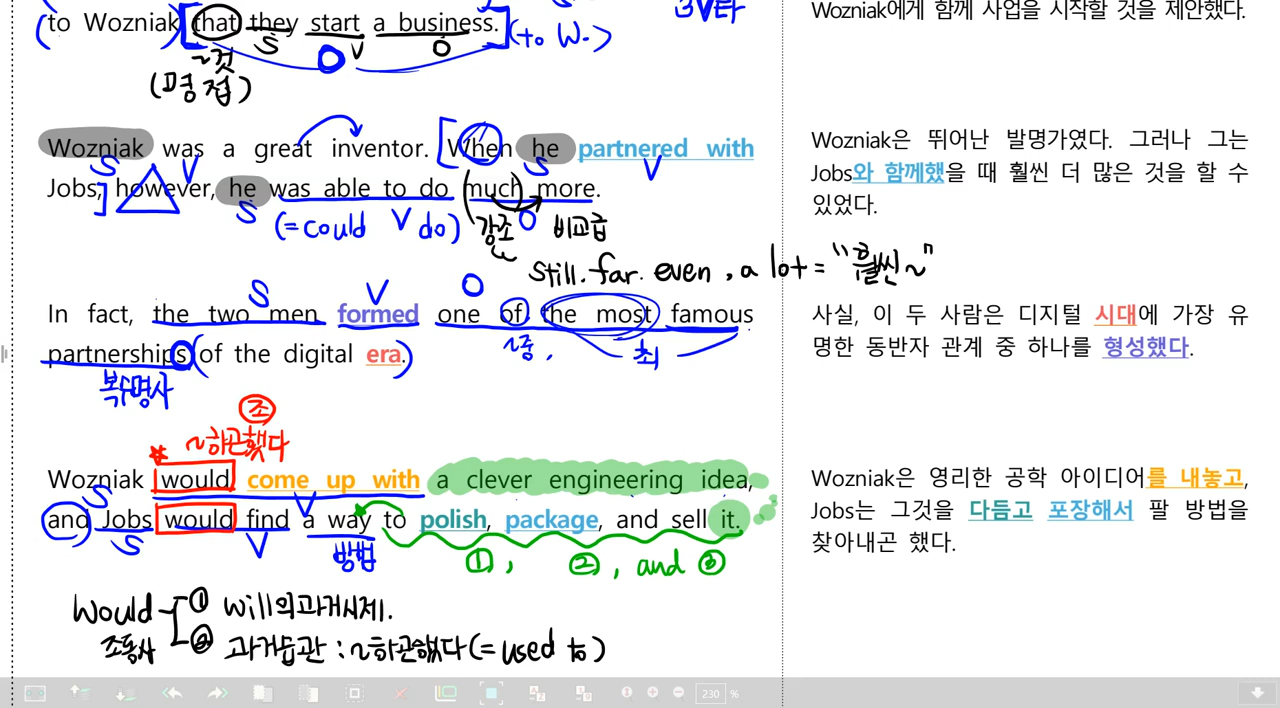 to Wozniak) [that they start a business.] (to W.)
3V타
S V O
~것
O
(명접)
Wozniak에게 함께 사업을 시작할 것을 제안했다.
Wozniak was a great inventor. [When he partnered with
S V S V
Jobs,] however, he was able to do (much more.
S (=could V do) 강조 O 비교급
still. far. even, a lot = "훨씬~"
Wozniak은 뛰어난 발명가였다. 그러나 그는
Jobs와 함께했을 때 훨씬 더 많은 것을 할 수
있었다.
S V O
In fact, the two men formed one of the most famous
partnerships (of the digital era.)
~중, 최
복수명사
사실, 이 두 사람은 디지털 시대에 가장 유
명한 동반자 관계 중 하나를 형성했다.
조
~하곤했다
Wozniak would come up with a clever engineering idea,
S V
and Jobs would find a way to polish, package, and sell it.
S V 방법 ①, ②, and ③
Wozniak은 영리한 공학 아이디어를 내놓고,
Jobs는 그것을 다듬고 포장해서 팔 방법을
찾아내곤 했다.
Would ① will의 과거시제.
조동사 ② 과거습관 : ~하곤했다 (= used to)
230 %